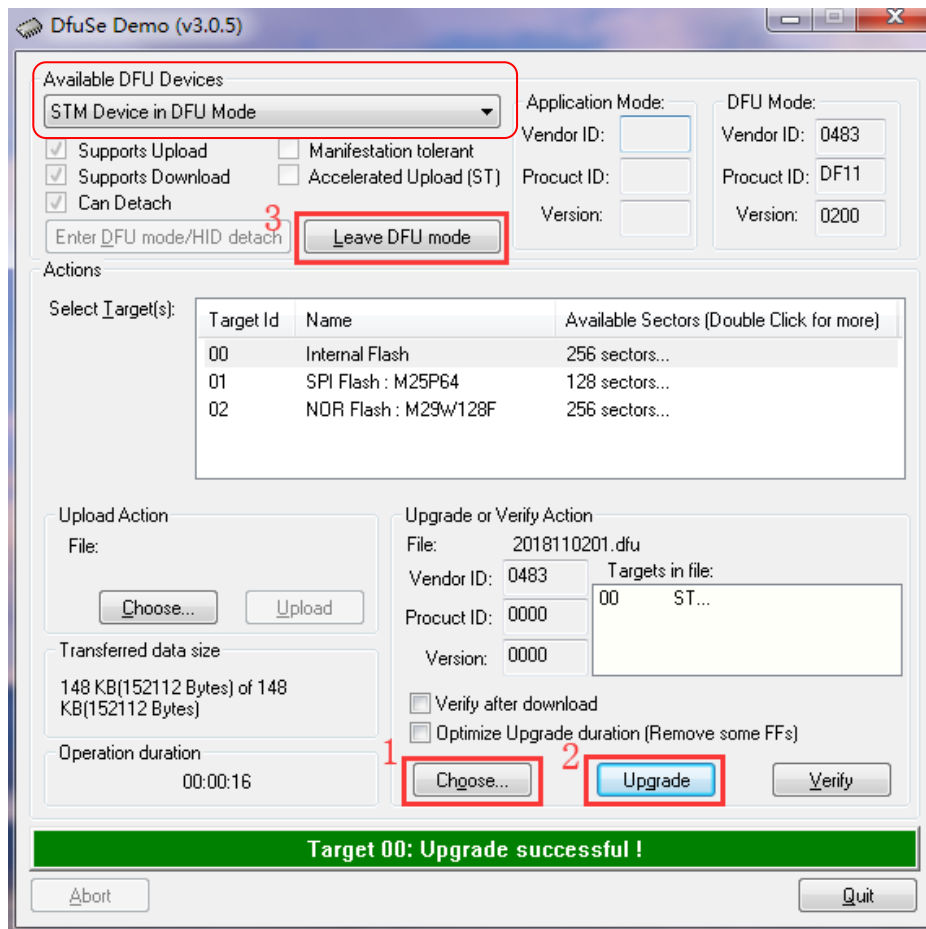 DfuSe Demo (v3.0.5)
Available DFU Devices
STM Device in DFU Mode
Supports Upload
Manifestation tolerant
Supports Download
Accelerated Upload (ST)
Can Detach
Enter DFU mode/HID detach
3
Leave DFU mode
Application Mode:
Vendor ID:
Procuct ID:
Version:
DFU Mode:
Vendor ID: 0483
Procuct ID: DF11
Version: 0200
Actions
Select Target(s):
Target Id Name Available Sectors (Double Click for more)
00 Internal Flash 256 sectors...
01 SPI Flash : M25P64 128 sectors...
02 NOR Flash : M29W128F 256 sectors...
Upload Action
File:
Choose... Upload
Transferred data size
148 KB(152112 Bytes) of 148
KB(152112 Bytes)
Operation duration
00:00:16
Upgrade or Verify Action
File: 2018110201.dfu
Vendor ID: 0483
Procuct ID: 0000
Version: 0000
Targets in file:
00 ST...
Verify after download
Optimize Upgrade duration (Remove some FFs)
1
Choose...
2
Upgrade
Verify
Target 00: Upgrade successful !
Abort
Quit